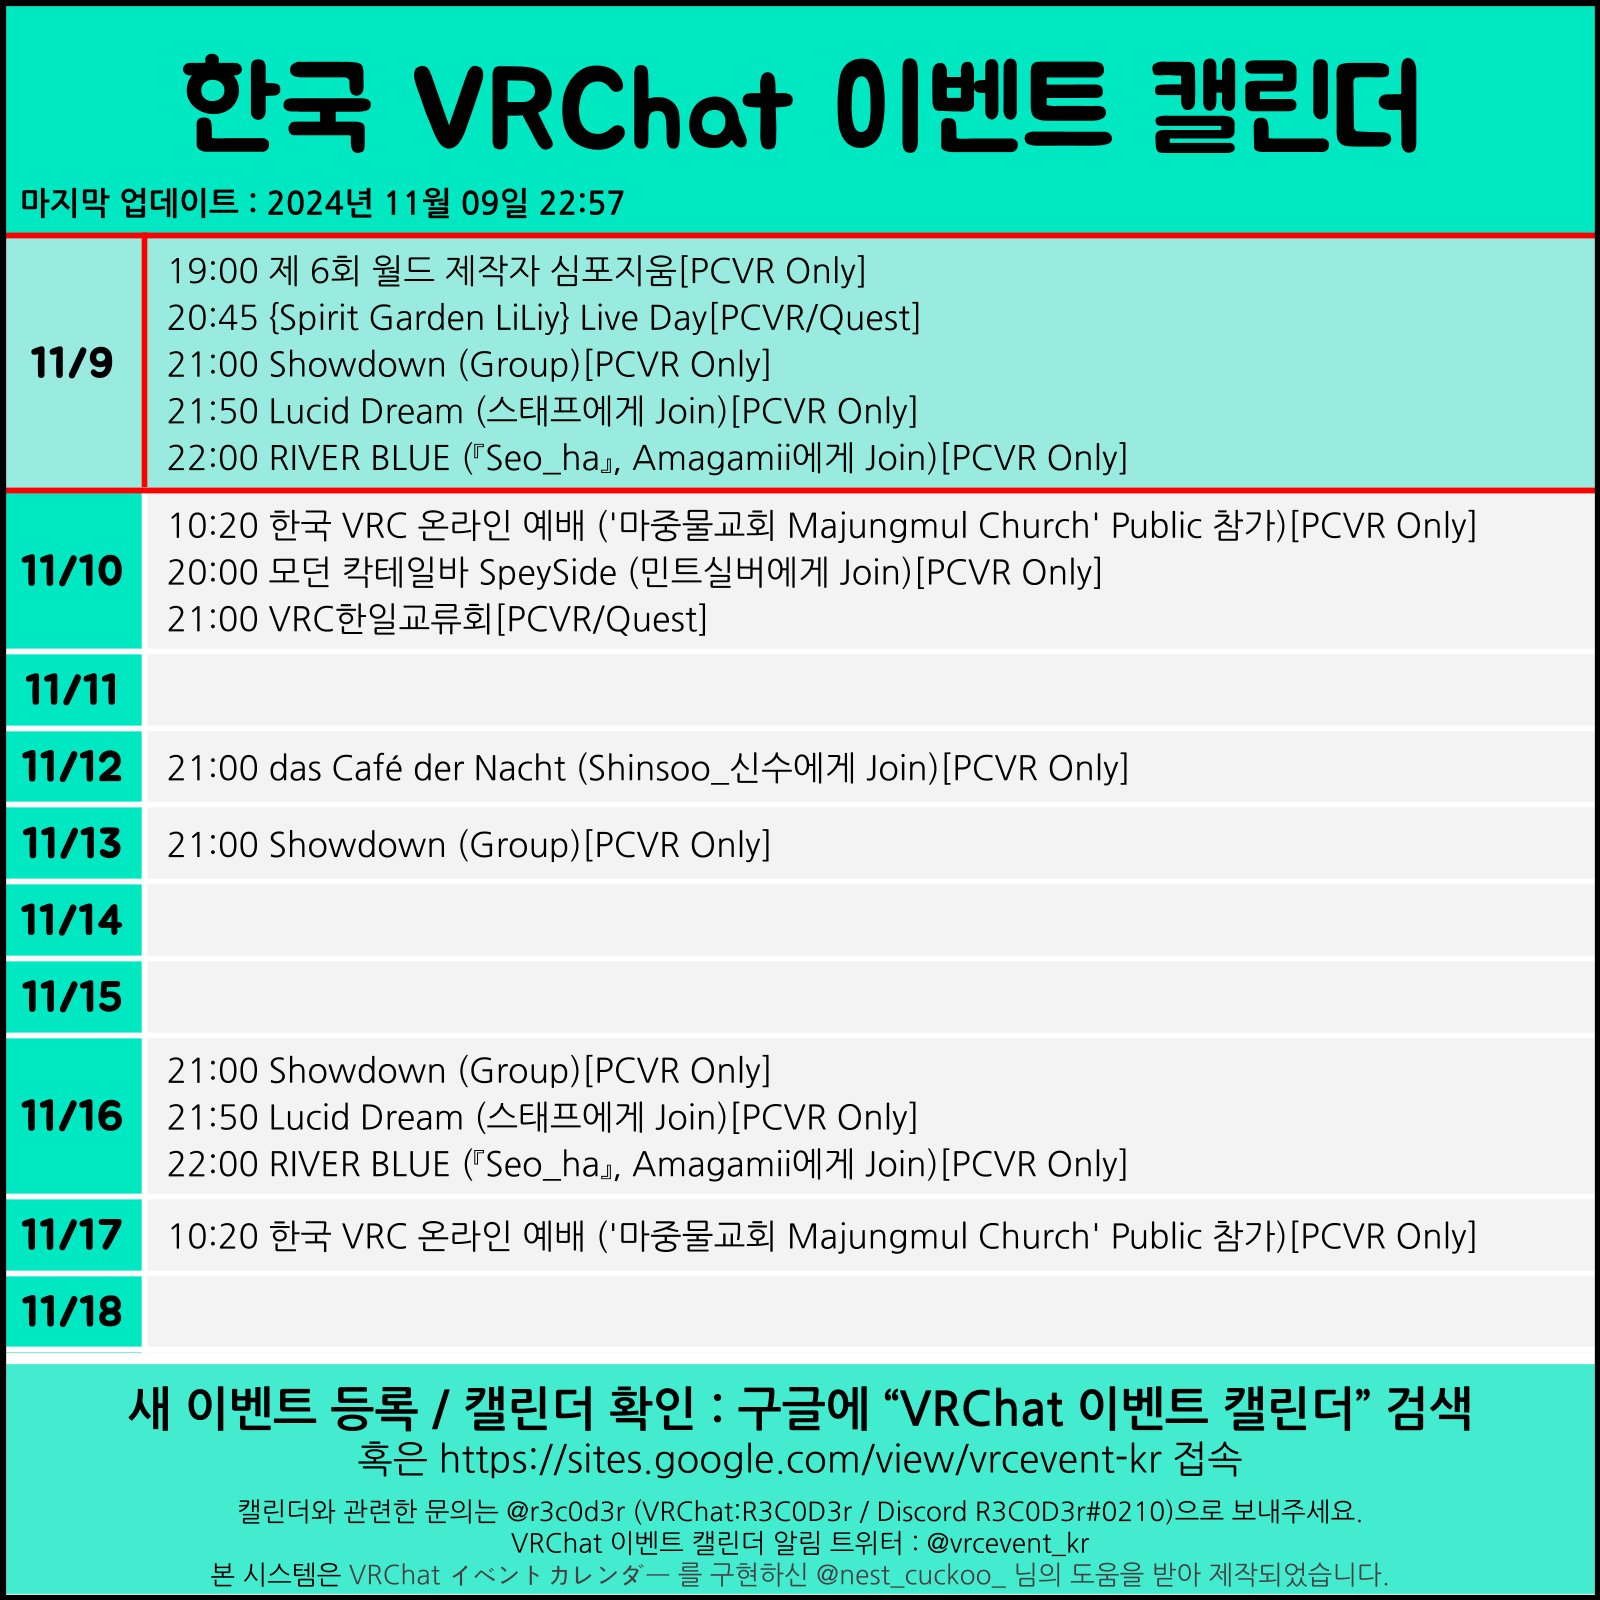 한국 VRChat 이벤트 캘린더
마지막 업데이트 : 2024년 11월 09일 22:57
11/9
19:00 제 6회 월드 제작자 심포지움[PCVR Only]
20:45 {Spirit Garden LiLiy} Live Day[PCVR/Quest]
21:00 Showdown (Group)[PCVR Only]
21:50 Lucid Dream (스태프에게 Join)[PCVR Only]
22:00 RIVER BLUE (『Seo_ha』, Amagamii에게 Join)[PCVR Only]
11/10
10:20 한국 VRC 온라인 예배 ('마중물교회 Majungmul Church' Public 참가)[PCVR Only]
20:00 모던 칵테일바 SpeySide (민트실버에게 Join)[PCVR Only]
21:00 VRC한일교류회[PCVR/Quest]
11/11
11/12
21:00 das Café der Nacht (Shinsoo_신수에게 Join)[PCVR Only]
11/13
21:00 Showdown (Group)[PCVR Only]
11/14
11/15
11/16
21:00 Showdown (Group)[PCVR Only]
21:50 Lucid Dream (스태프에게 Join)[PCVR Only]
22:00 RIVER BLUE (『Seo_ha』, Amagamii에게 Join)[PCVR Only]
11/17
10:20 한국 VRC 온라인 예배 ('마중물교회 Majungmul Church' Public 참가)[PCVR Only]
11/18
새 이벤트 등록 / 캘린더 확인 : 구글에 “VRChat 이벤트 캘린더” 검색
혹은 https://sites.google.com/view/vrcevent-kr 접속
캘린더와 관련한 문의는 @r3c0d3r (VRChat:R3C0D3r / Discord R3C0D3r#0210)으로 보내주세요.
VRChat 이벤트 캘린더 알림 트위터 : @vrcevent_kr
본 시스템은 VRChat イベントカレンダー 를 구현하신 @nest_cuckoo_ 님의 도움을 받아 제작되었습니다.